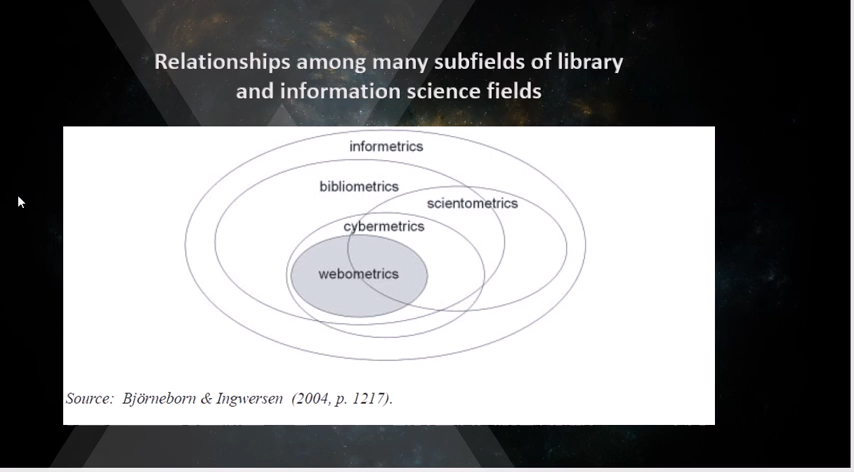 Relationships among many subfields of library
and information science fields
informetrics
bibliometrics
scientometrics
cybermetrics
webometrics
Source: Björneborn & Ingwersen (2004, p. 1217).